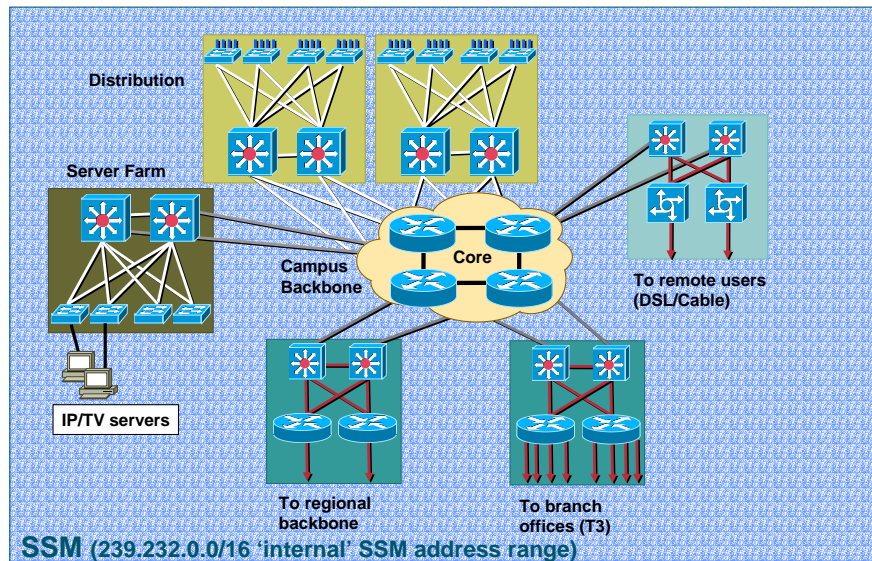 Distribution
Server Farm
Campus
Backbone
Core
To remote users
(DSL/Cable)
IP/TV servers
To regional
backbone
To branch
offices (T3)
SSM (239.232.0.0/16 ‘internal’ SSM address range)